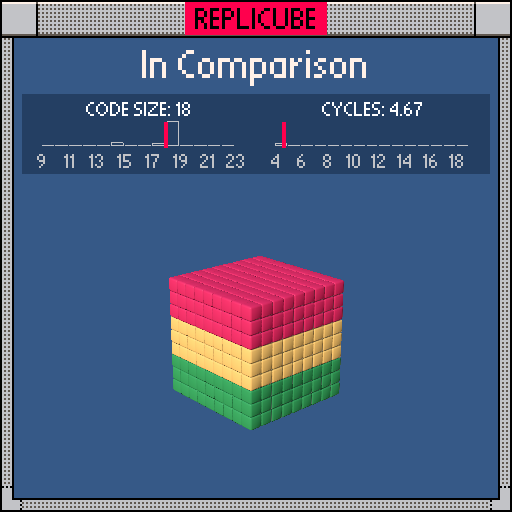 REPLICUBE
In Comparison
CODE SIZE: 18
CYCLES: 4.67
9 11 13 15 17 19 21 23
4 6 8 10 12 14 16 18